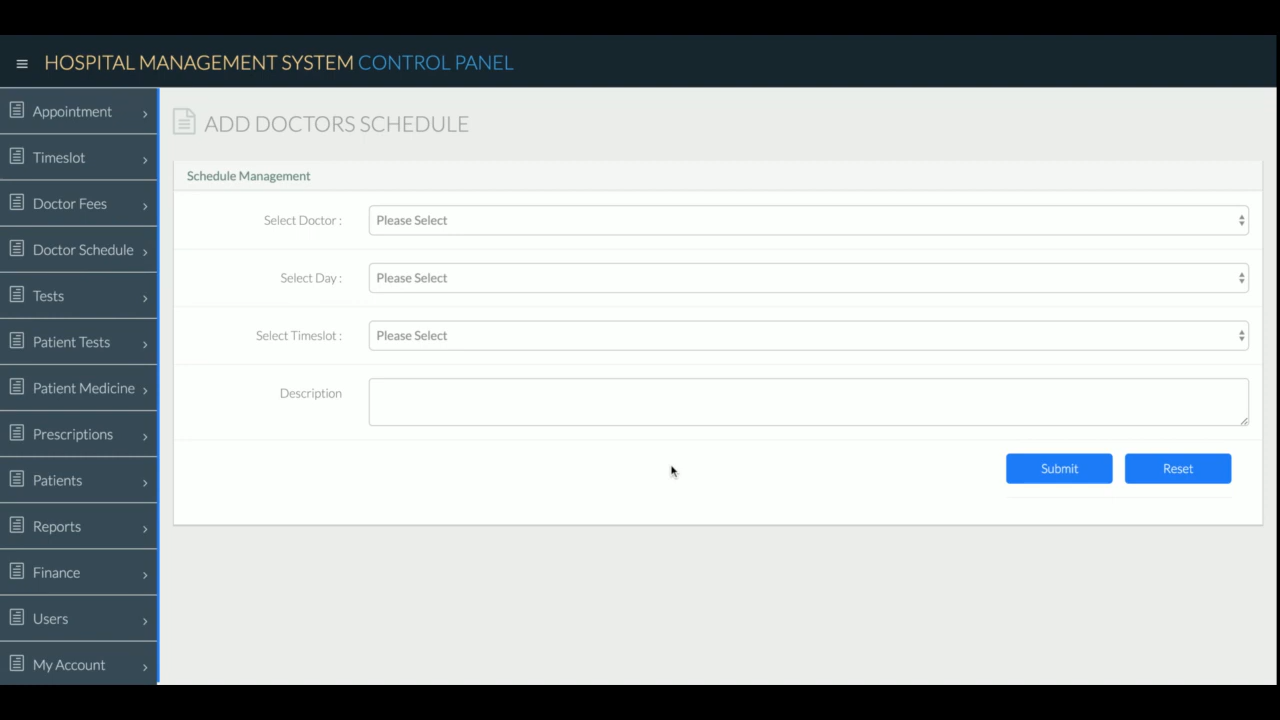 HOSPITAL MANAGEMENT SYSTEM CONTROL PANEL
Appointment
Timeslot
Doctor Fees
Doctor Schedule
Tests
Patient Tests
Patient Medicine
Prescriptions
Patients
Reports
Finance
Users
My Account
ADD DOCTORS SCHEDULE
Schedule Management
Select Doctor : Please Select
Select Day : Please Select
Select Timeslot : Please Select
Description
Submit Reset